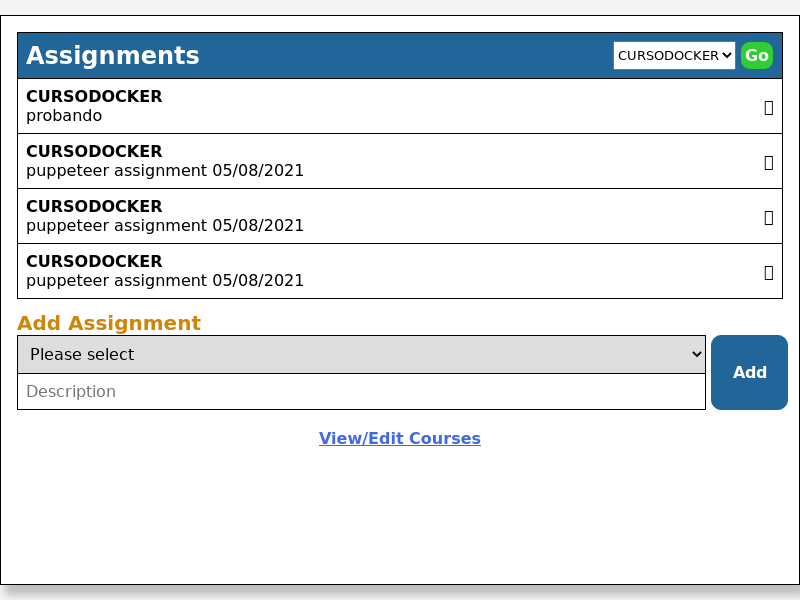 Assignments
CURSODOCKER
Go
CURSODOCKER
probando
CURSODOCKER
puppeteer assignment 05/08/2021
CURSODOCKER
puppeteer assignment 05/08/2021
CURSODOCKER
puppeteer assignment 05/08/2021
Add Assignment
Please select
Description
Add
View/Edit Courses